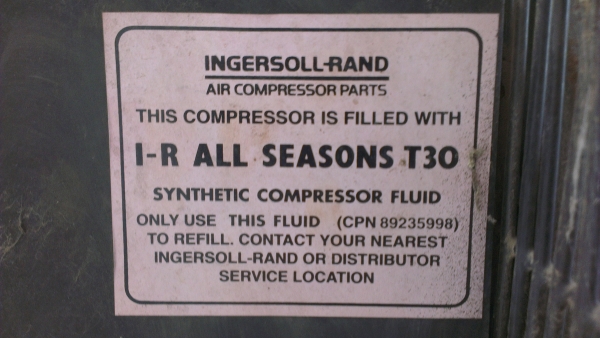 INGERSOLL-RAND
AIR COMPRESSOR PARTS
THIS COMPRESSOR IS FILLED WITH
I-R ALL SEASONS T30
SYNTHETIC COMPRESSOR FLUID
ONLY USE THIS FLUID (CPN 89235998)
TO REFILL. CONTACT YOUR NEAREST
INGERSOLL-RAND OR DISTRIBUTOR
SERVICE LOCATION